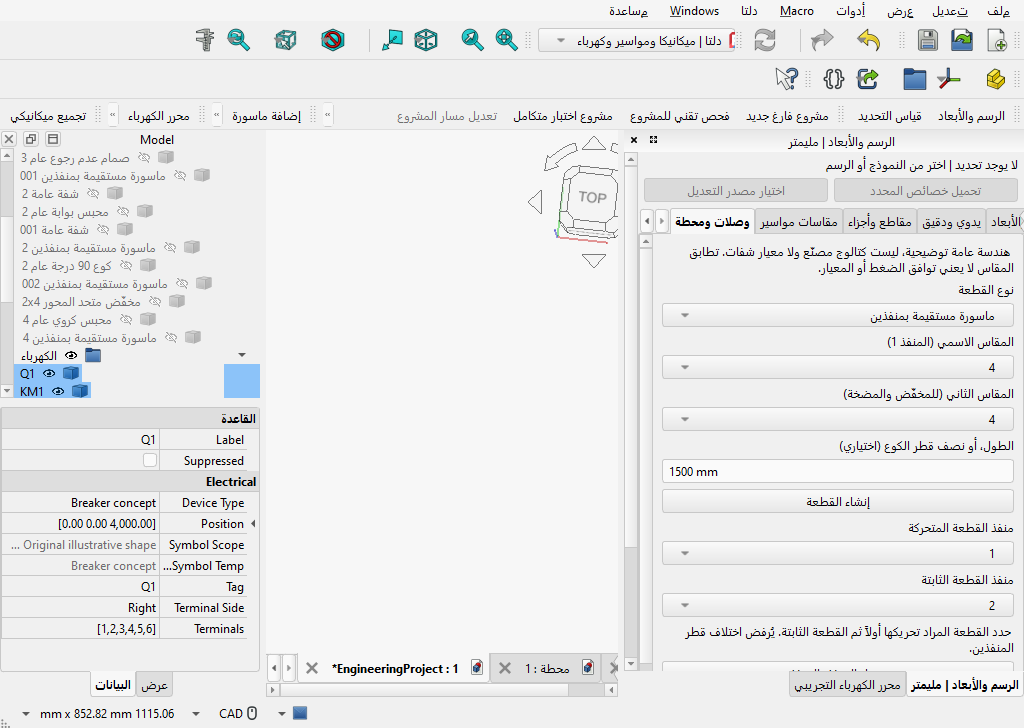 ملف تعديل عرض أدوات Macro دلتا Windows مساعدة
دلتا | ميكانيكا ومواسير وكهرباء
الرسم والأبعاد قياس التحديد مشروع فارغ جديد فحص تقني للمشروع مشروع اختبار متكامل تعديل مسار المشروع إضافة ماسورة محرر الكهرباء تجميع ميكانيكي
الرسم والأبعاد | مليمتر
لا يوجد تحديد | اختر من النموذج أو الرسم
تحميل خصائص المحدد
اختيار مصدر التعديل
الأبعاد يدوي ودقيق مقاطع وأجزاء مقاسات مواسير وصلات ومحطة
هندسة عامة توضيحية، ليست كتالوج مصنّع ولا معيار شفات. تطابق
المقاس لا يعني توافق الضغط أو المعيار.
نوع القطعة
ماسورة مستقيمة بمنفذين
المقاس الاسمي (المنفذ 1)
4
المقاس الثاني (للمخفّض والمضخة)
4
الطول، أو نصف قطر الكوع (اختياري)
1500 mm
إنشاء القطعة
منفذ القطعة المتحركة
1
منفذ القطعة الثابتة
2
حدد القطعة المراد تحريكها أولاً ثم القطعة الثابتة. يُرفض اختلاف قطر
المنفذين.
الرسم والأبعاد | مليمتر
محرر الكهرباء التجريبي
TOP
محطة : 1
EngineeringProject : 1*
Model
صمام عدم رجوع عام 3
ماسورة مستقيمة بمنفذين 001
شفة عامة 2
محبس بوابة عام 2
شفة عامة 001
ماسورة مستقيمة بمنفذين 2
كوع 90 درجة عام 2
ماسورة مستقيمة بمنفذين 002
مخفّض متحد المحور 2x4
محبس كروي عام 4
ماسورة مستقيمة بمنفذين 4
الكهرباء
Q1
KM1
القاعدة
Label Q1
Suppressed
Electrical
Device Type Breaker concept
Position [0.00 0.00 4,000.00]
Symbol Scope Original illustrative shape ...
Symbol Temp... Breaker concept
Tag Q1
Terminal Side Right
Terminals [1,2,3,4,5,6]
عرض
البيانات
CAD
1115.06 mm x 852.82 mm